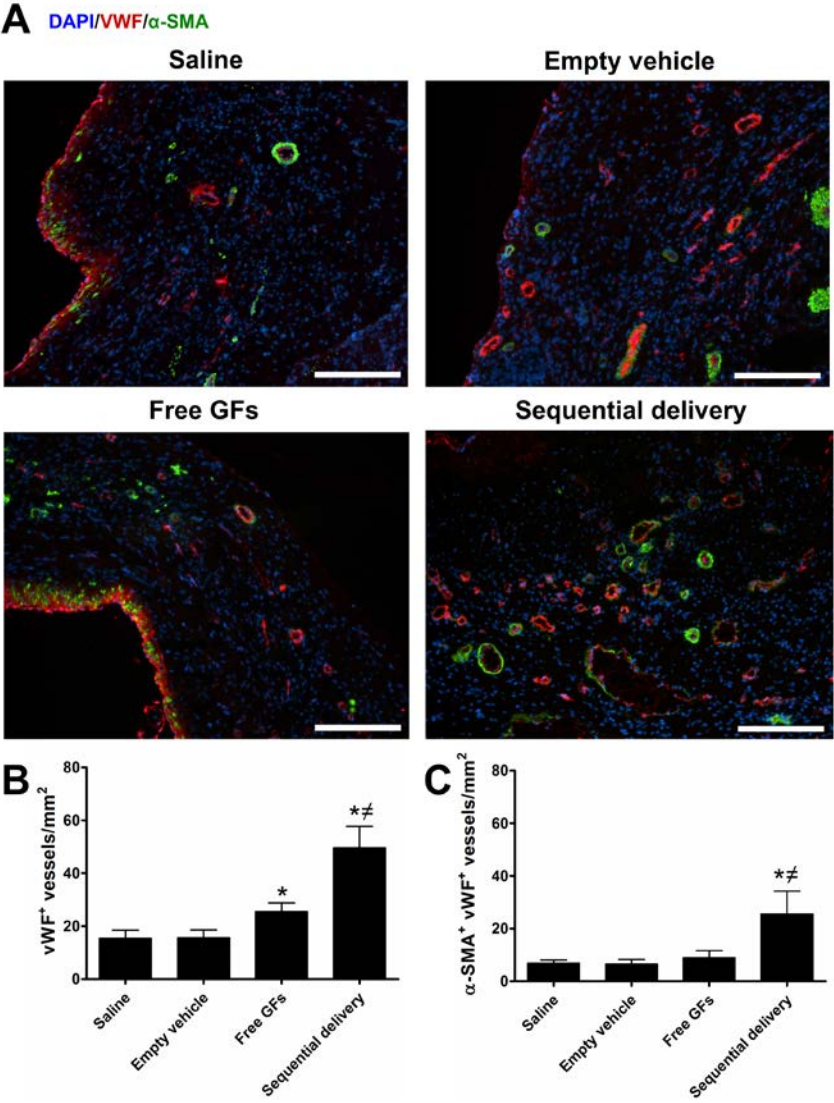 A
DAPI/VWF/α-SMA
Saline
Empty vehicle
Free GFs
Sequential delivery
B
vWF⁺ vessels/mm²
80
60
40
20
0
*
*≠
Saline
Empty vehicle
Free GFs
Sequential delivery
C
α-SMA⁺ vWF⁺ vessels/mm²
80
60
40
20
0
*≠
Saline
Empty vehicle
Free GFs
Sequential delivery